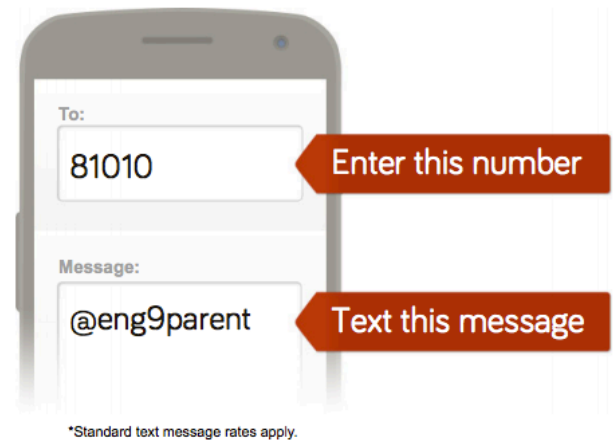 To:
81010
Enter this number
Message:
@eng9parent
Text this message
*Standard text message rates apply.